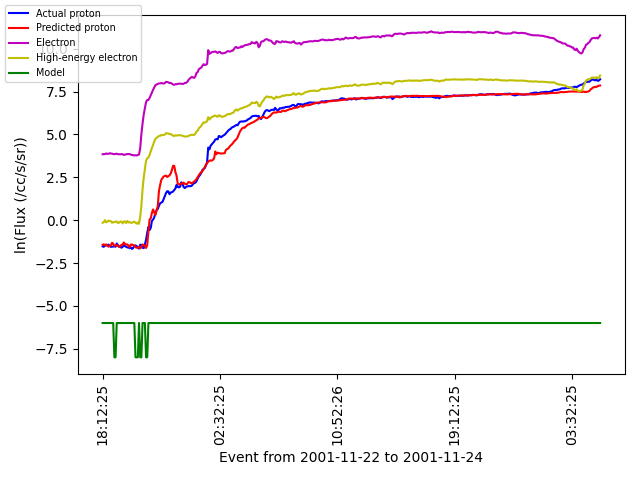 Actual proton
Predicted proton
Electron
High-energy electron
Model
10.0
7.5
5.0
2.5
0.0
−2.5
−5.0
−7.5
ln(Flux (/cc/s/sr))
18:12:25
02:32:25
10:52:26
19:12:25
03:32:25
Event from 2001-11-22 to 2001-11-24